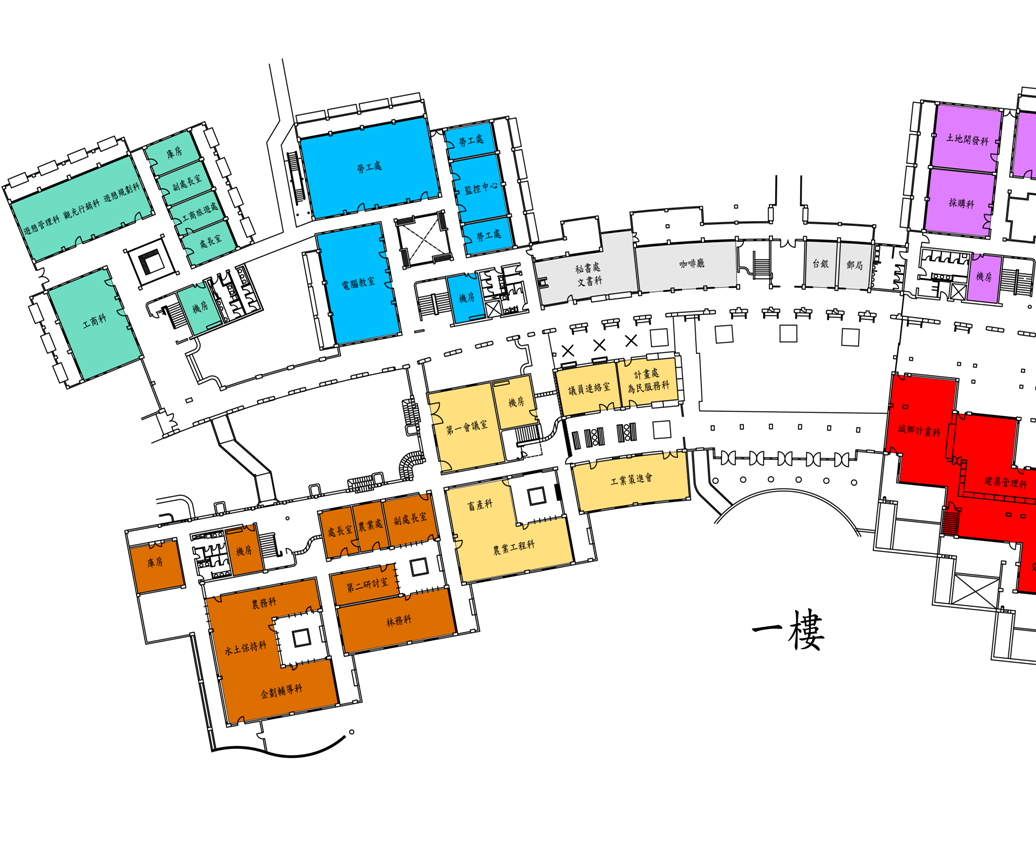 庫房
副處長室
工商旅遊處
處長室
遊憩管理科 觀光行銷科 遊憩規劃科
工商科
機房
勞工處
勞工處
監控中心
勞工處
電腦教室
機房
秘書處
文書科
咖啡廳
台銀
郵局
土地開發科
採購科
機房
議員連絡室
計畫處
為民服務科
第一會議室
機房
工業策進會
畜產科
農業工程科
城鄉計畫科
建築管理科
處長室
農業處
副處長室
機房
庫房
第二研討室
林務科
農務科
水土保持科
企劃輔導科
一樓